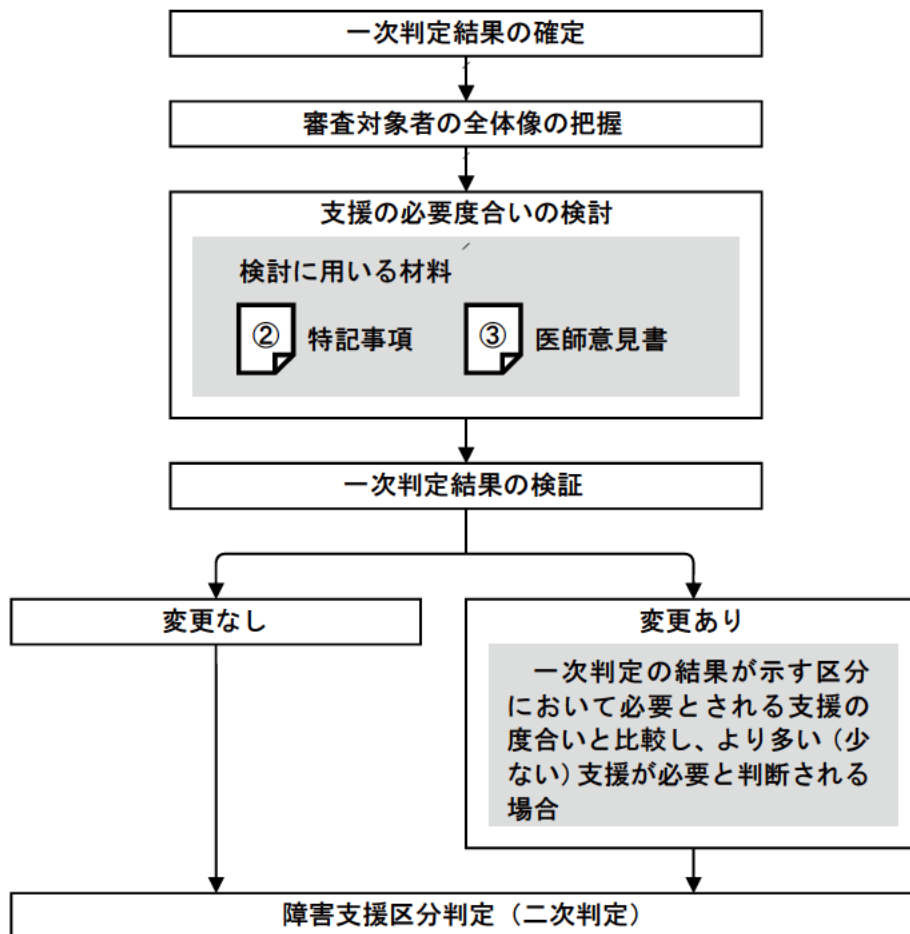 一次判定結果の確定
審査対象者の全体像の把握
支援の必要度合いの検討
検討に用いる材料
② 特記事項 ③ 医師意見書
一次判定結果の検証
変更なし
変更あり
一次判定の結果が示す区分
において必要とされる支援の
度合いと比較し、より多い（少
ない）支援が必要と判断される
場合
障害支援区分判定（二次判定）